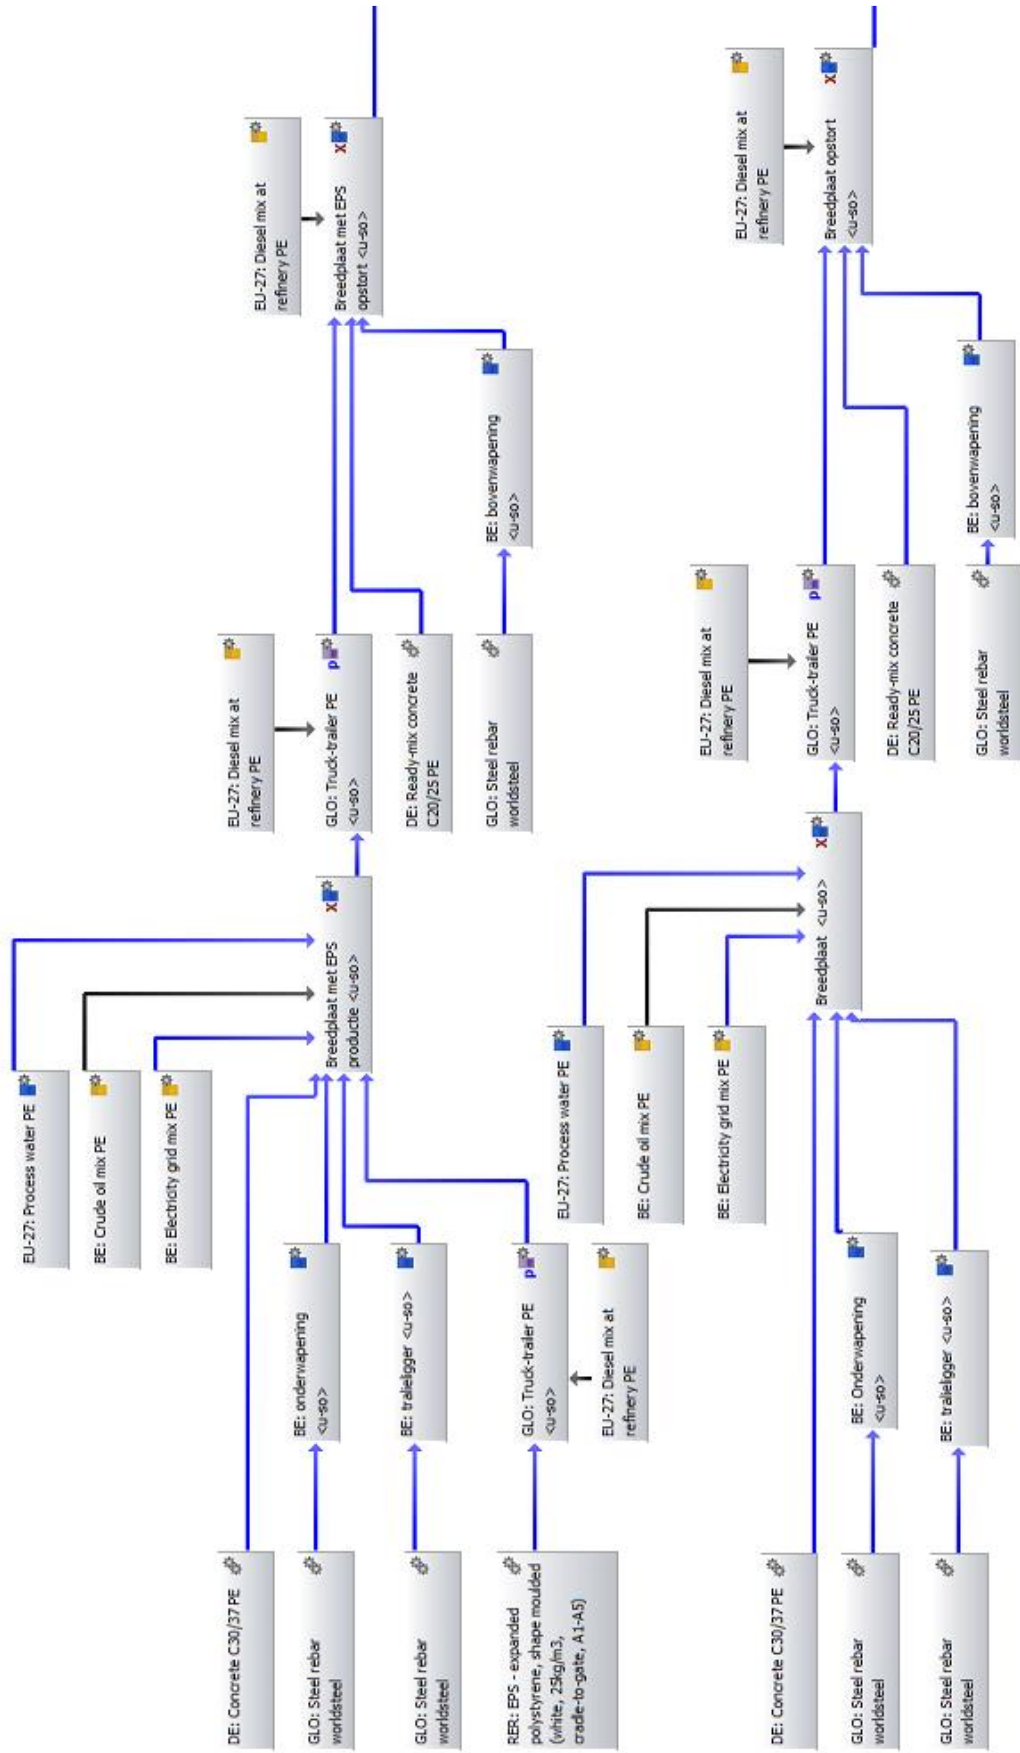 EU-27: Process water PE
BE: Crude oil mix PE
BE: Electricity grid mix PE
DE: Concrete C30/37 PE
GLO: Steel rebar
worldsteel
BE: onderwapening
<u-so>
GLO: Steel rebar
worldsteel
BE: tralieligger <u-so>
RER: EPS - expanded
polystyrene, shape moulded
(white, 25kg/m3,
cradle-to-gate, A1-A5)
GLO: Truck-trailer PE
<u-so>
EU-27: Diesel mix at
refinery PE
Breedplaat met EPS
productie <u-so>
EU-27: Diesel mix at
refinery PE
GLO: Truck-trailer PE
<u-so>
DE: Ready-mix concrete
C20/25 PE
GLO: Steel rebar
worldsteel
BE: bovenwapening
<u-so>
EU-27: Diesel mix at
refinery PE
Breedplaat met EPS
opstort <u-so>
EU-27: Process water PE
BE: Crude oil mix PE
BE: Electricity grid mix PE
DE: Concrete C30/37 PE
GLO: Steel rebar
worldsteel
BE: Onderwapening
<u-so>
GLO: Steel rebar
worldsteel
BE: tralieligger <u-so>
Breedplaat <u-so>
EU-27: Diesel mix at
refinery PE
GLO: Truck-trailer PE
<u-so>
DE: Ready-mix concrete
C20/25 PE
GLO: Steel rebar
worldsteel
BE: bovenwapening
<u-so>
EU-27: Diesel mix at
refinery PE
Breedplaat opstort
<u-so>